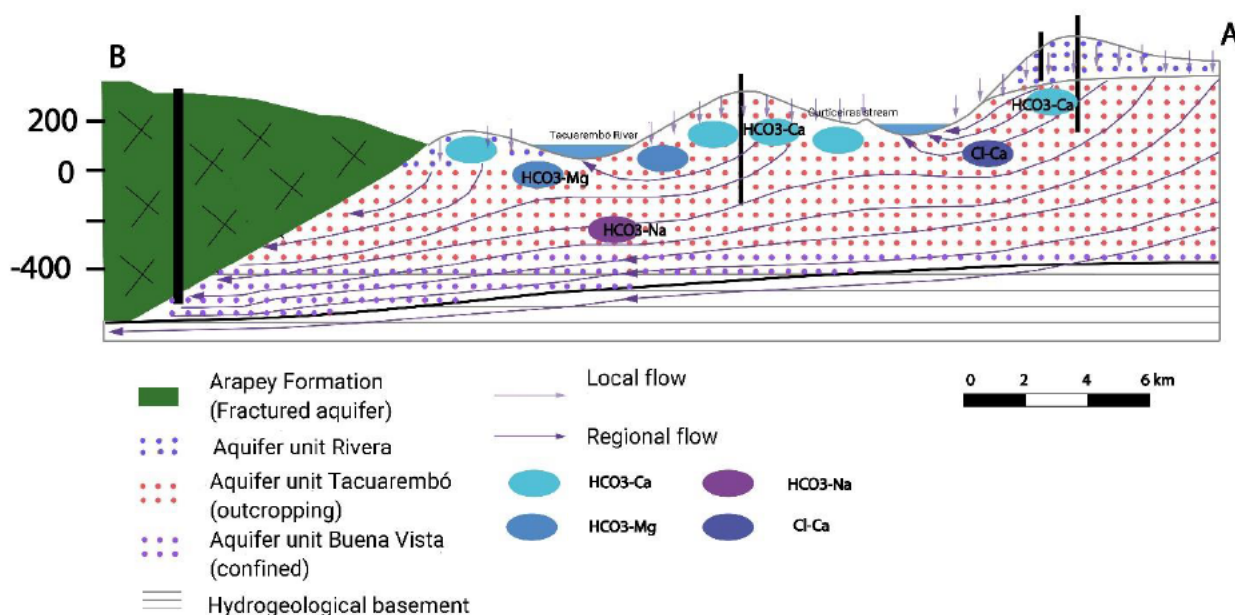 B
A
200
0
-400
Tacuarembo River
Curticeiras stream
HCO3-Ca
HCO3-Ca
Cl-Ca
HCO3-Mg
HCO3-Na
Arapey Formation
(Fractured aquifer)
Aquifer unit Rivera
Aquifer unit Tacuarembó
(outcropping)
Aquifer unit Buena Vista
(confined)
Hydrogeological basement
Local flow
Regional flow
HCO3-Ca
HCO3-Na
HCO3-Mg
Cl-Ca
0 2 4 6 km